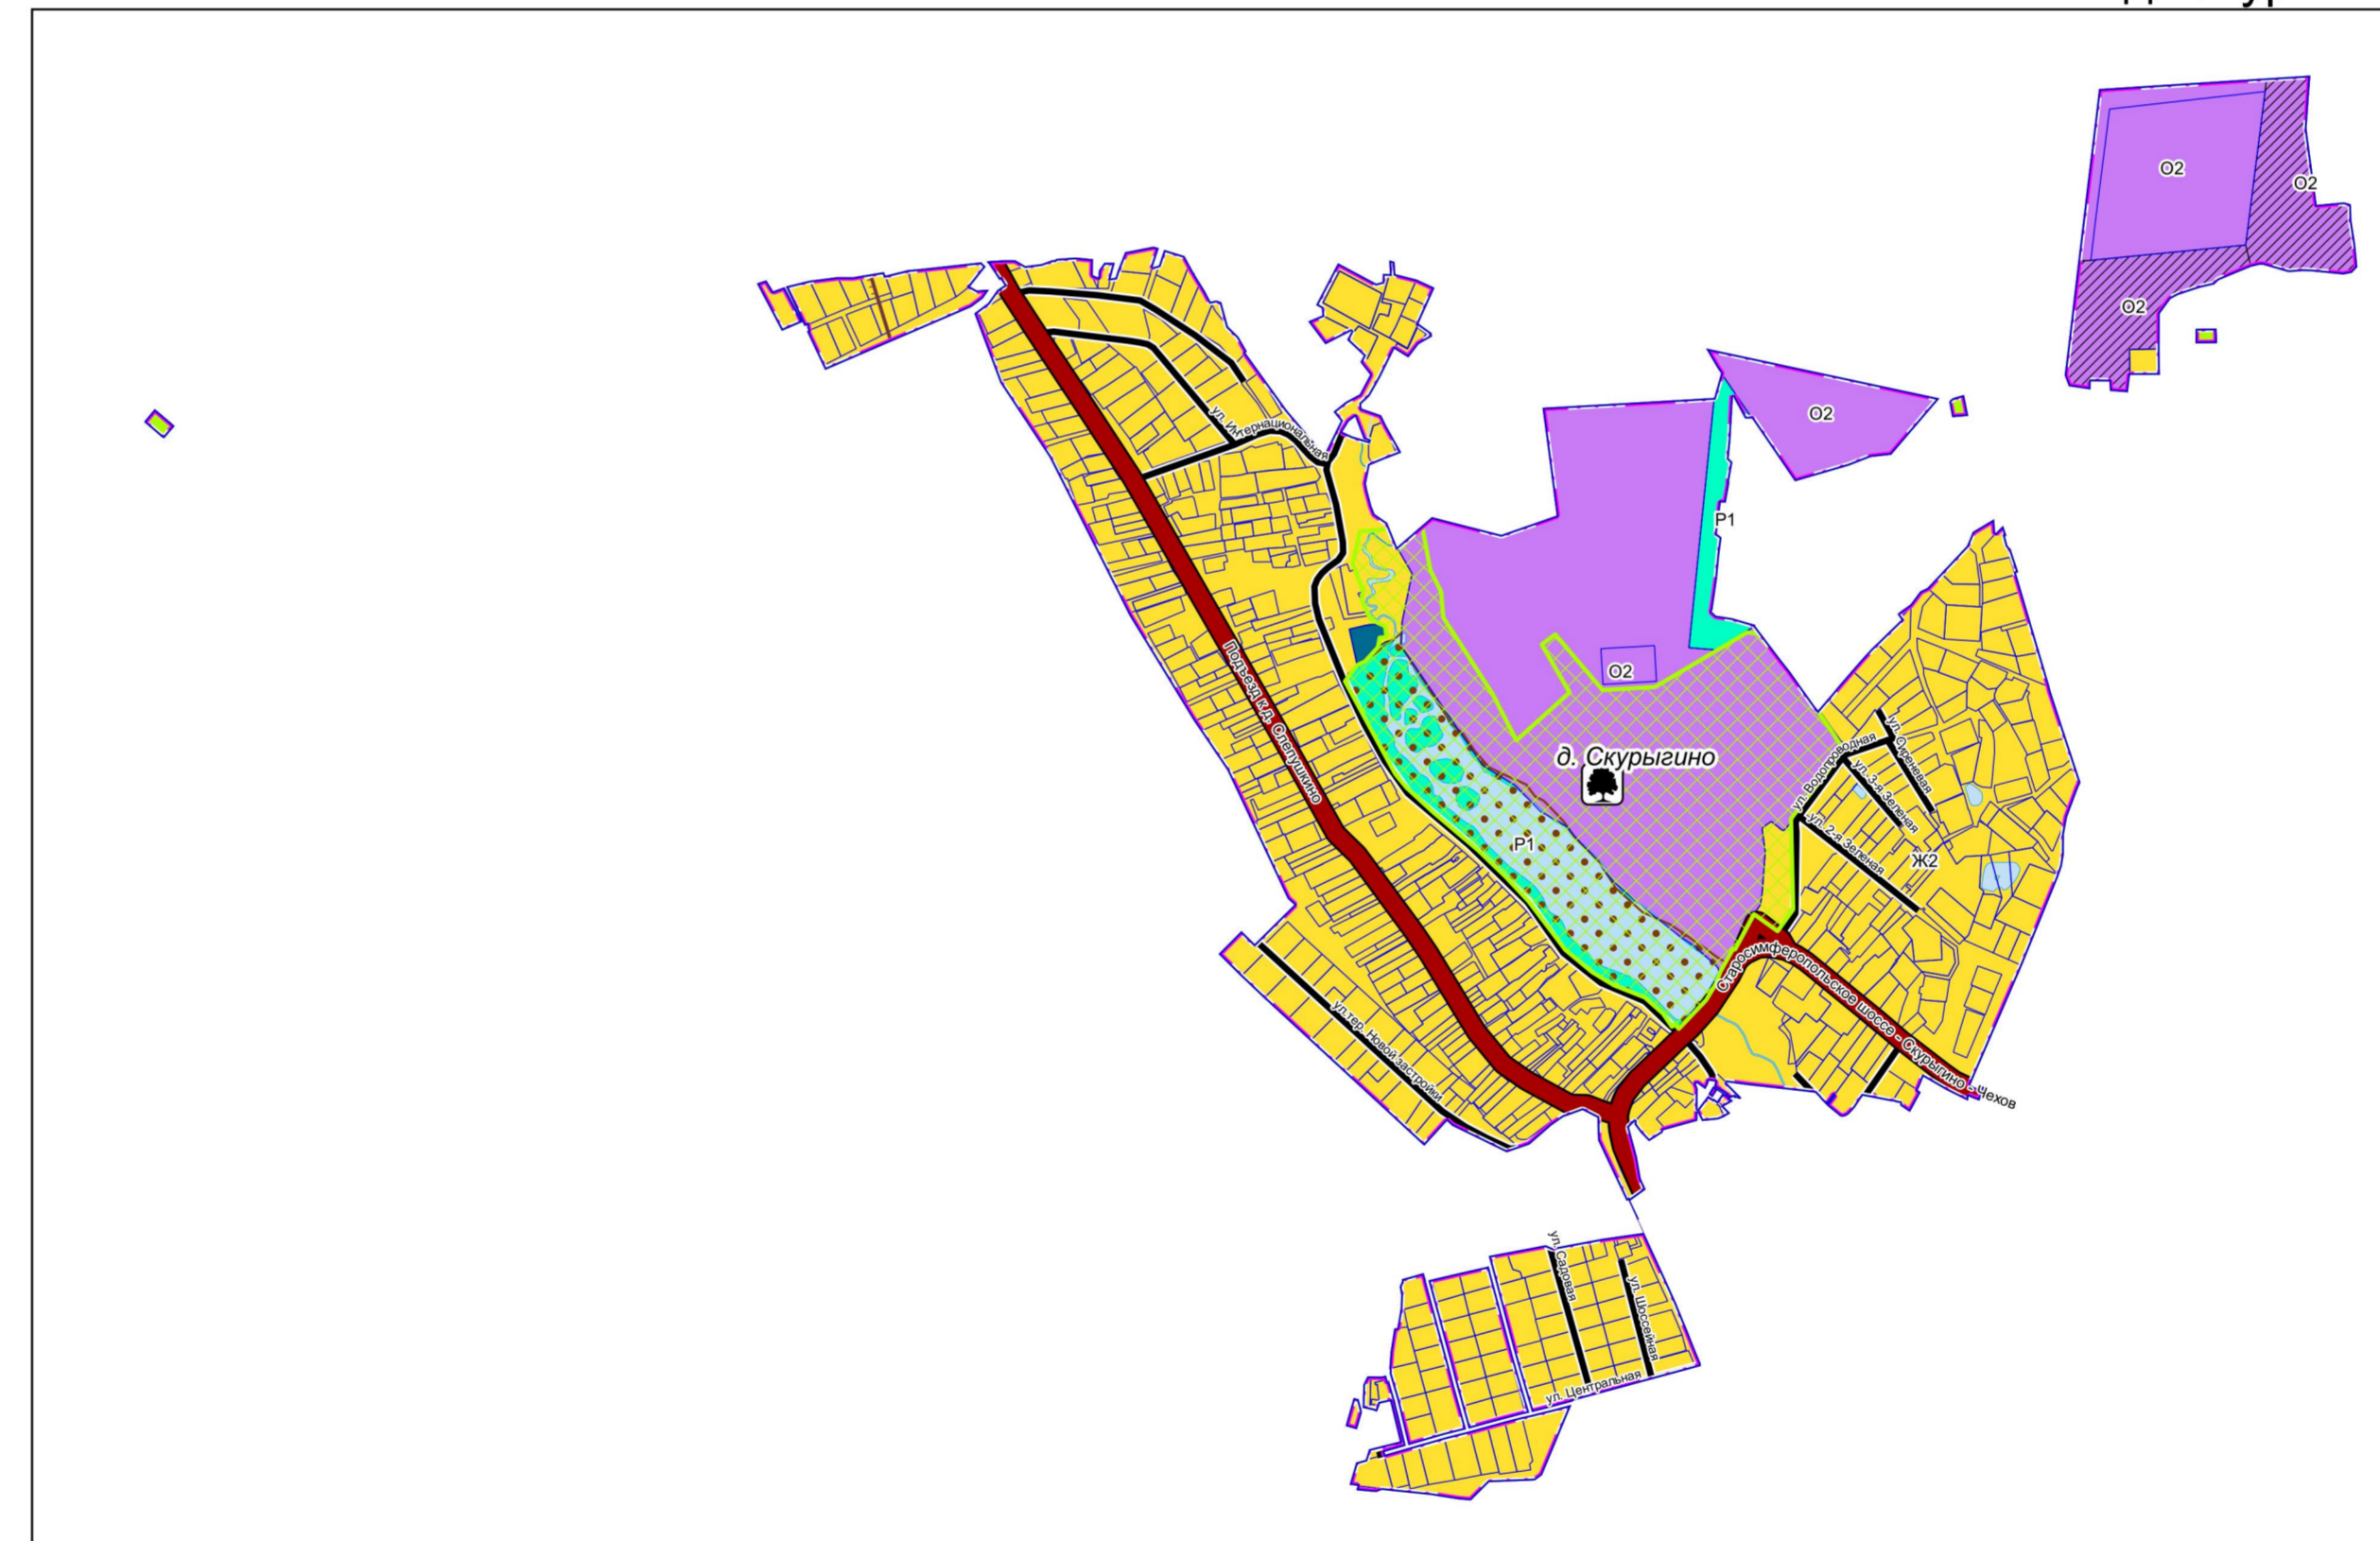 О2
О2
О2
О2
ул. Интернациональная
Р1
О2
Подъезд к д. Слепушкино
д. Скурыгино
ул. Водопроводная
ул. Сиреневая
ул. 3-я Зеленая
ул. 2-я Зеленая
Р1
Ж2
Старосимферопольское шоссе - Скурыгино - Чехов
ул.тер. Новой застройки
ул. Садовая
ул. Шоссейная
ул. Центральная